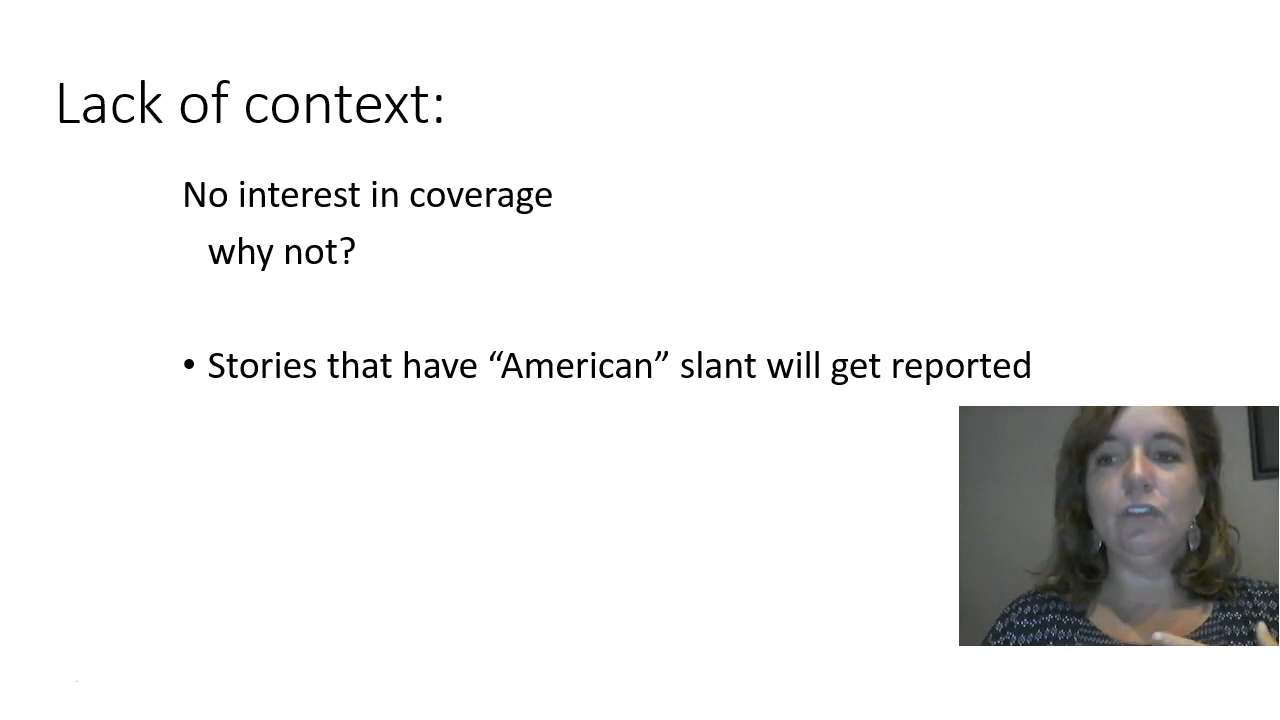 Lack of context:
No interest in coverage
why not?
• Stories that have “American” slant will get reported